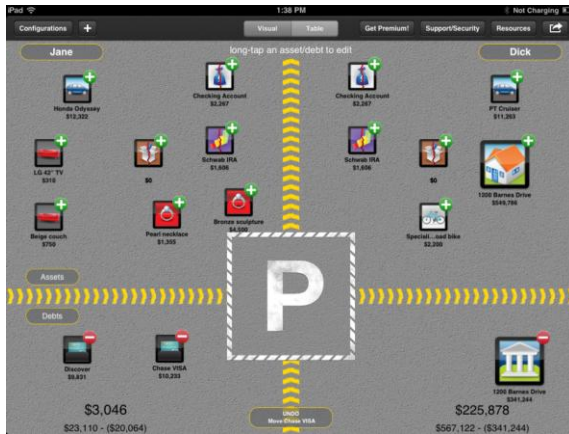 iPad
1:38 PM
Not Charging
Configurations
+
Visual
Table
Get Premium!
Support/Security
Resources
Jane
long-tap an asset/debt to edit
Dick
Honda Odyssey
$12,322
Checking Account
$2,267
Checking Account
$2,267
PT Cruiser
$11,353
LG 42" TV
$315
$0
Schwab IRA
$1,606
Schwab IRA
$1,606
$0
1200 Barnes Drive
$549,786
Beige couch
$750
Pearl necklace
$1,355
Bronze sculpture
$4,500
Speciali...oad bike
$2,200
P
Assets
Debts
Discover
$9,831
Chase VISA
$10,233
1200 Barnes Drive
$341,244
$3,046
$23,110 - ($20,064)
UNDO
Move Chase VISA
$225,878
$567,122 - ($341,244)